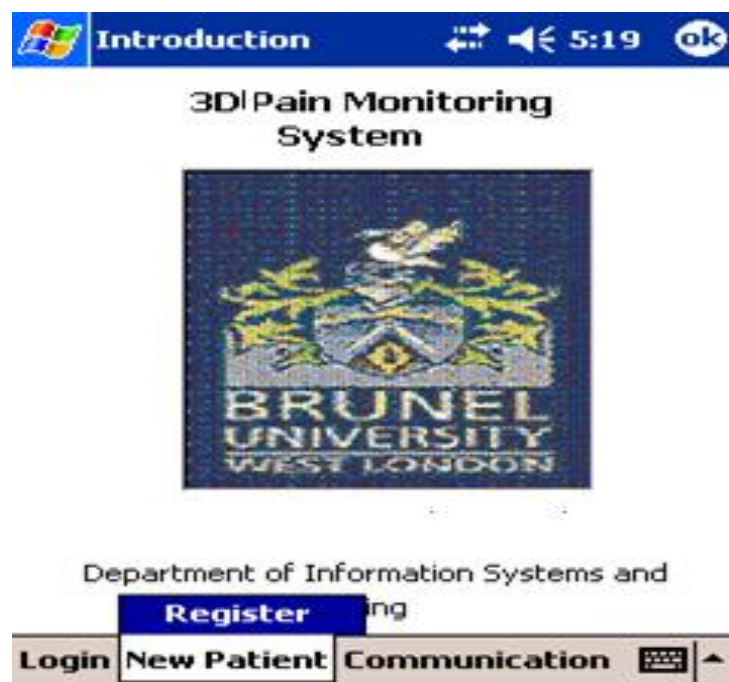 Introduction 5:19 ok
3D Pain Monitoring
System
BRUNEL
UNIVERSITY
WEST LONDON
Department of Information Systems and
Register ing
Login New Patient Communication